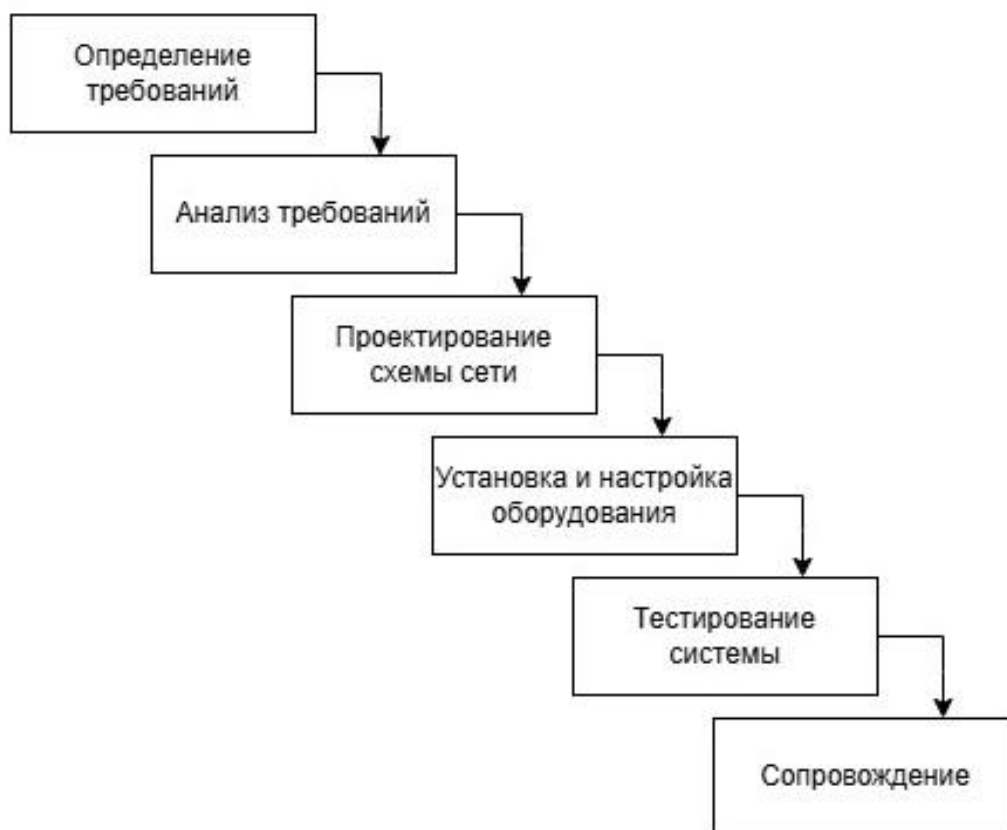 Определение
требований
Анализ требований
Проектирование
схемы сети
Установка и настройка
оборудования
Тестирование
системы
Сопровождение